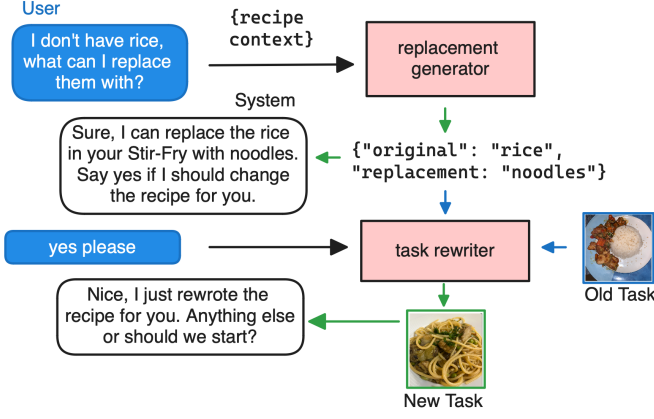 User
I don't have rice,
what can I replace
them with?
{recipe
context}
replacement
generator
System
Sure, I can replace the rice
in your Stir-Fry with noodles.
Say yes if I should change
the recipe for you.
{"original": "rice",
"replacement: "noodles"}
yes please
task rewriter
Old Task
Nice, I just rewrote the
recipe for you. Anything else
or should we start?
New Task